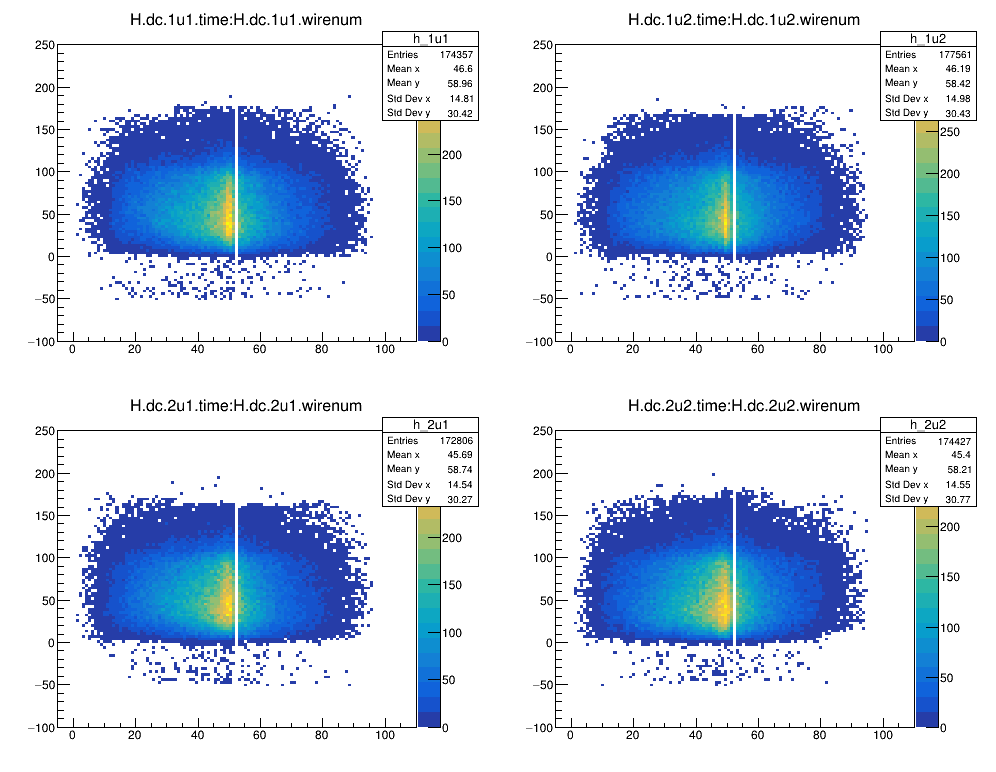 H.dc.1u1.time:H.dc.1u1.wirenum
h_1u1
Entries 174357
Mean x 46.6
Mean y 58.96
Std Dev x 14.81
Std Dev y 30.42
250
200
150
100
50
0
−50
−100
0 20 40 60 80 100
200
150
100
50
0
H.dc.1u2.time:H.dc.1u2.wirenum
h_1u2
Entries 177561
Mean x 46.19
Mean y 58.42
Std Dev x 14.98
Std Dev y 30.43
250
200
150
100
50
0
−50
−100
0 20 40 60 80 100
250
200
150
100
50
0
H.dc.2u1.time:H.dc.2u1.wirenum
h_2u1
Entries 172806
Mean x 45.69
Mean y 58.74
Std Dev x 14.54
Std Dev y 30.27
250
200
150
100
50
0
−50
−100
0 20 40 60 80 100
200
150
100
50
0
H.dc.2u2.time:H.dc.2u2.wirenum
h_2u2
Entries 174427
Mean x 45.4
Mean y 58.21
Std Dev x 14.55
Std Dev y 30.77
250
200
150
100
50
0
−50
−100
0 20 40 60 80 100
200
150
100
50
0